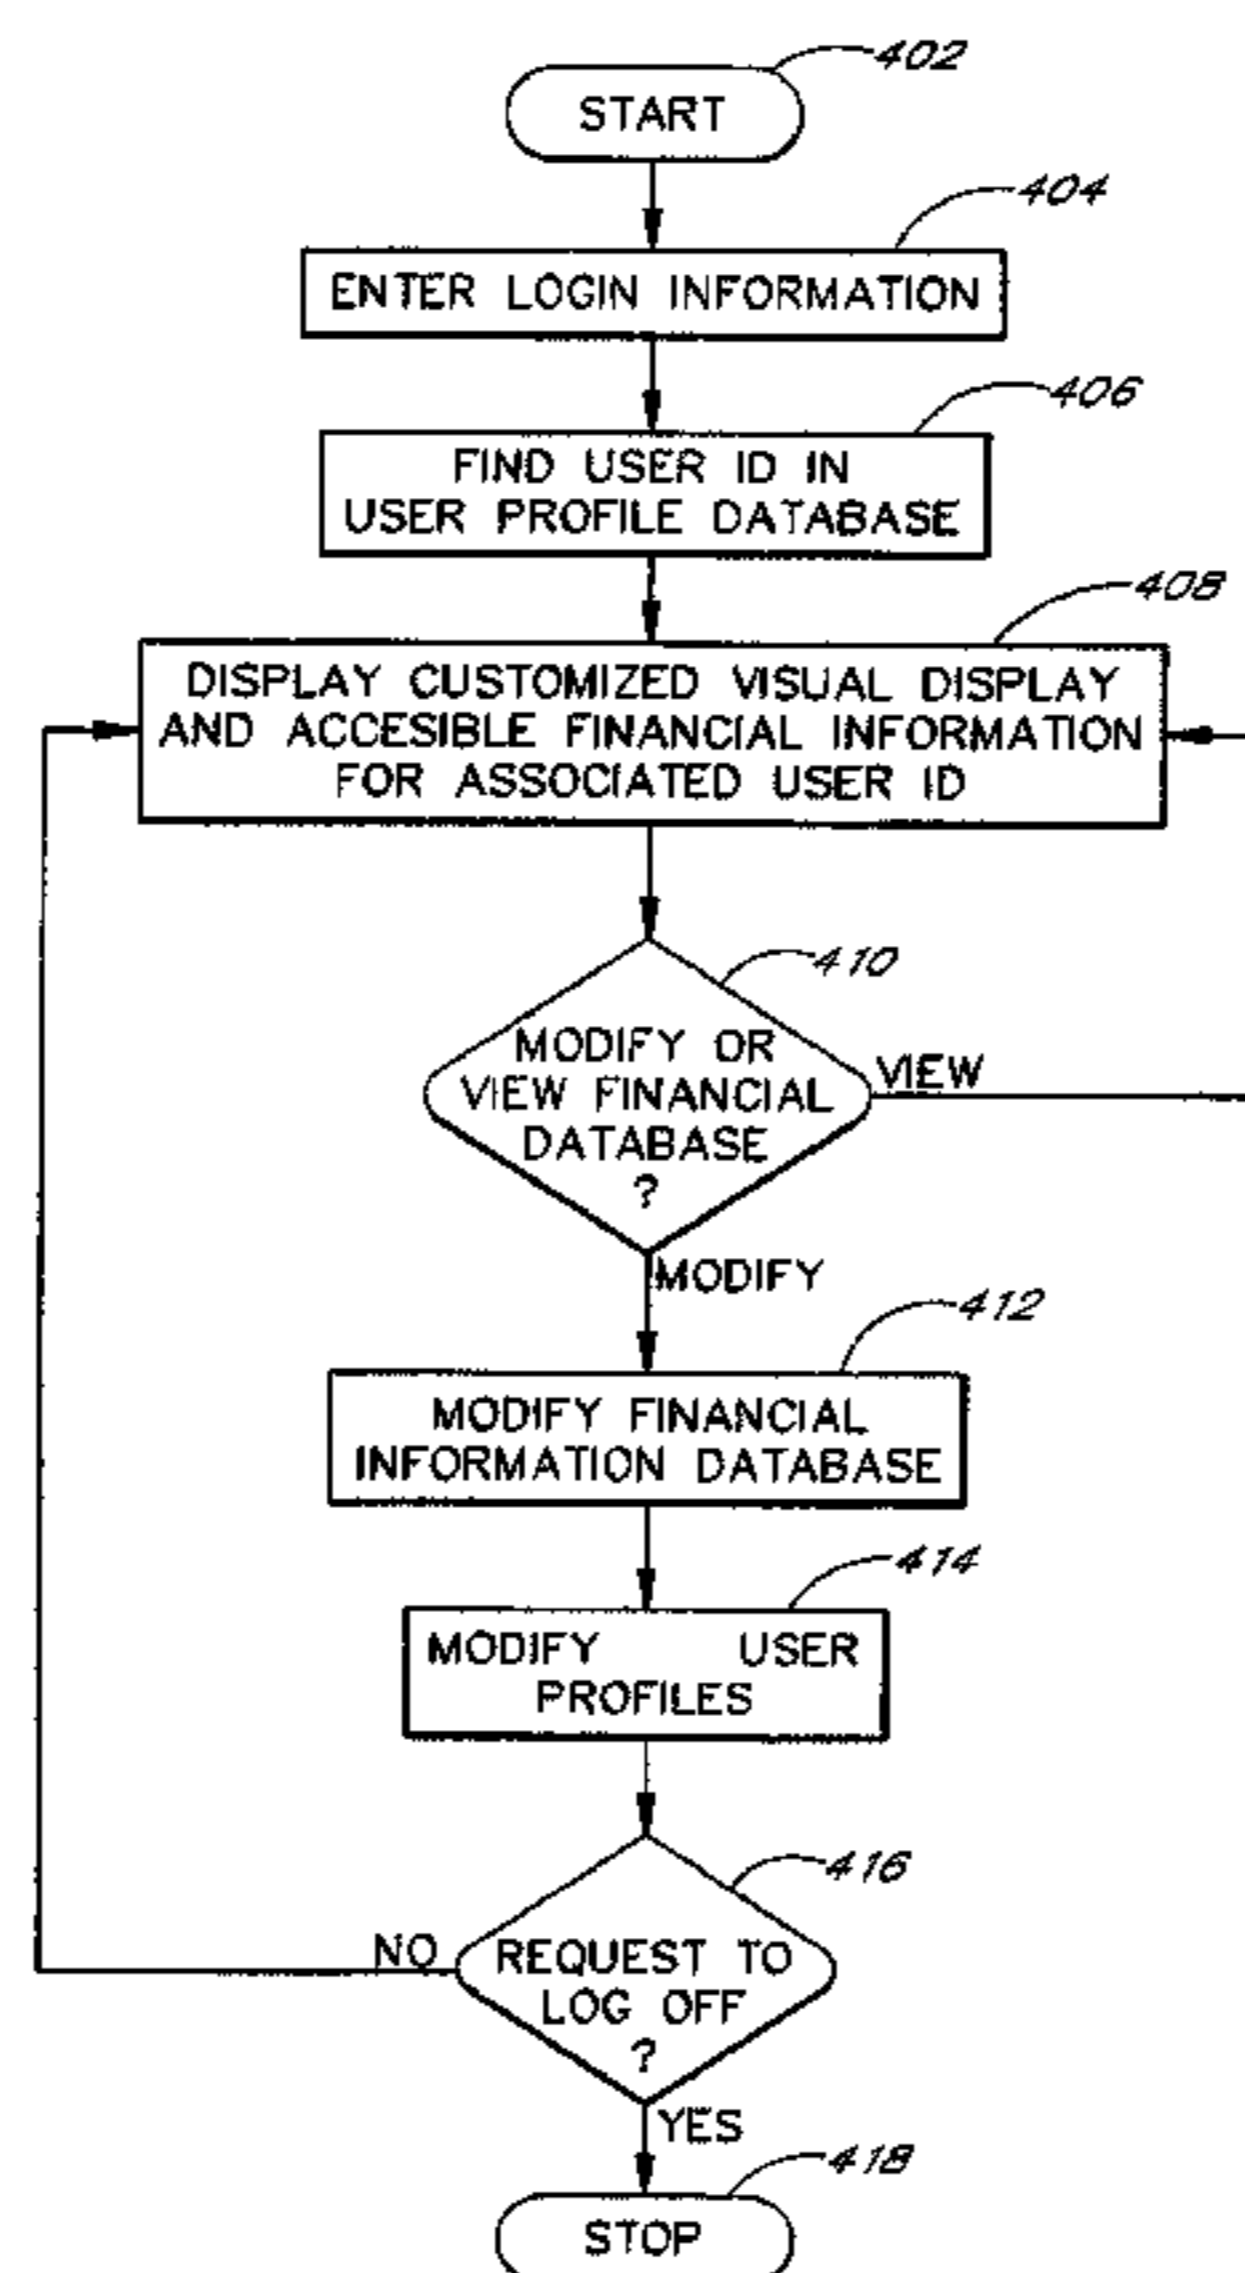 402
START
404
ENTER LOGIN INFORMATION
406
FIND USER ID IN
USER PROFILE DATABASE
408
DISPLAY CUSTOMIZED VISUAL DISPLAY
AND ACCESIBLE FINANCIAL INFORMATION
FOR ASSOCIATED USER ID
410
MODIFY OR
VIEW FINANCIAL
DATABASE
?
VIEW
MODIFY
412
MODIFY FINANCIAL
INFORMATION DATABASE
414
MODIFY USER
PROFILES
416
REQUEST TO
LOG OFF
?
NO
YES
418
STOP